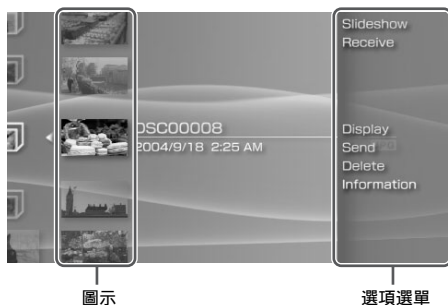 Slideshow
Receive
DSC00008
2004/9/18 2:25 AM
Display
Send
Delete
Information
圖示
選項選單